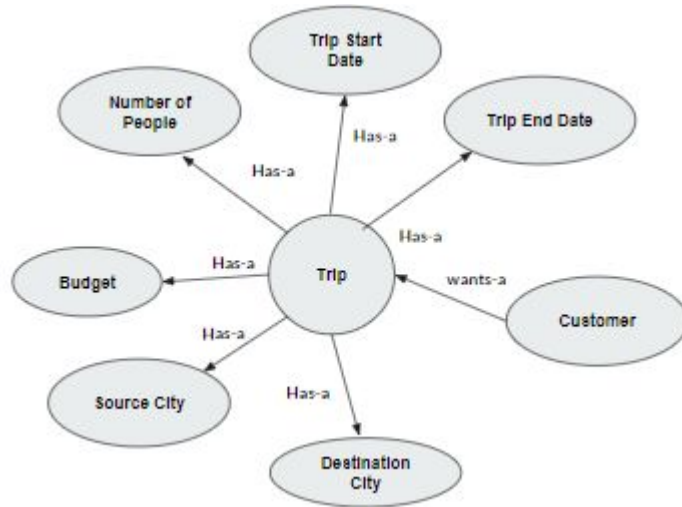 Trip Start
Date
Number of
People
Trip End Date
Has-a
Has-a
Has-a
Has-a
Trip
wants-a
Budget
Customer
Has-a
Source City
Has-a
Destination
City